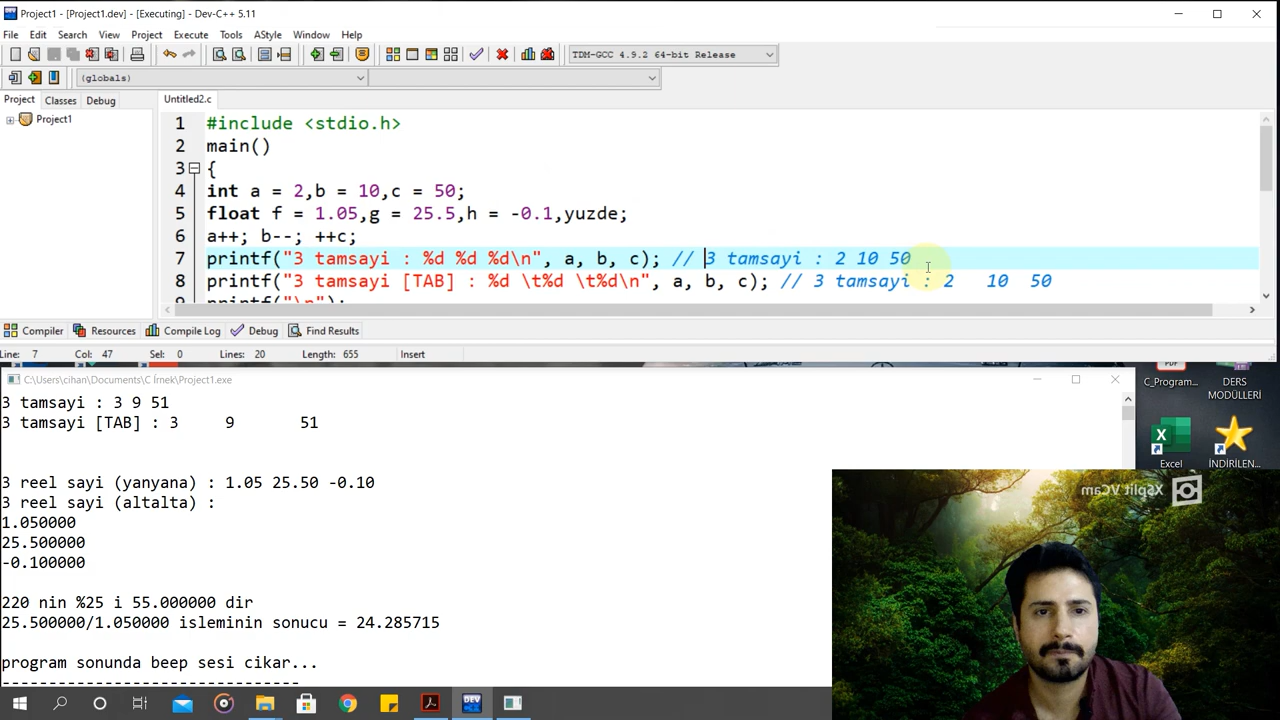 Project1 - [Project1.dev] - [Executing] - Dev-C++ 5.11
File Edit Search View Project Execute Tools AStyle Window Help
TDM-GCC 4.9.2 64-bit Release
(globals)
Project Classes Debug
Untitled2.c
Project1
1 #include <stdio.h>
2 main()
3 {
4 int a = 2,b = 10,c = 50;
5 float f = 1.05,g = 25.5,h = -0.1,yuzde;
6 a++; b--; ++c;
7 printf("3 tamsayi : %d %d %d\n", a, b, c); // 3 tamsayi : 2 10 50
8 printf("3 tamsayi [TAB] : %d \t%d \t%d\n", a, b, c); // 3 tamsayi : 2 10 50
9 printf("\n");
Compiler Resources Compile Log Debug Find Results
Line: 7 Col: 47 Sel: 0 Lines: 20 Length: 655 Insert
C:\Users\cihan\Documents\C Írnek\Project1.exe
3 tamsayi : 3 9 51
3 tamsayi [TAB] : 3 9 51
3 reel sayi (yanyana) : 1.05 25.50 -0.10
3 reel sayi (altalta) :
1.050000
25.500000
-0.100000
220 nin %25 i 55.000000 dir
25.500000/1.050000 isleminin sonucu = 24.285715
program sonunda beep sesi cikar...
--------------------------------
C_Program...
DERS MODÜLLERİ
Excel
İNDİRİLEN...
XSplit VCam
DEV